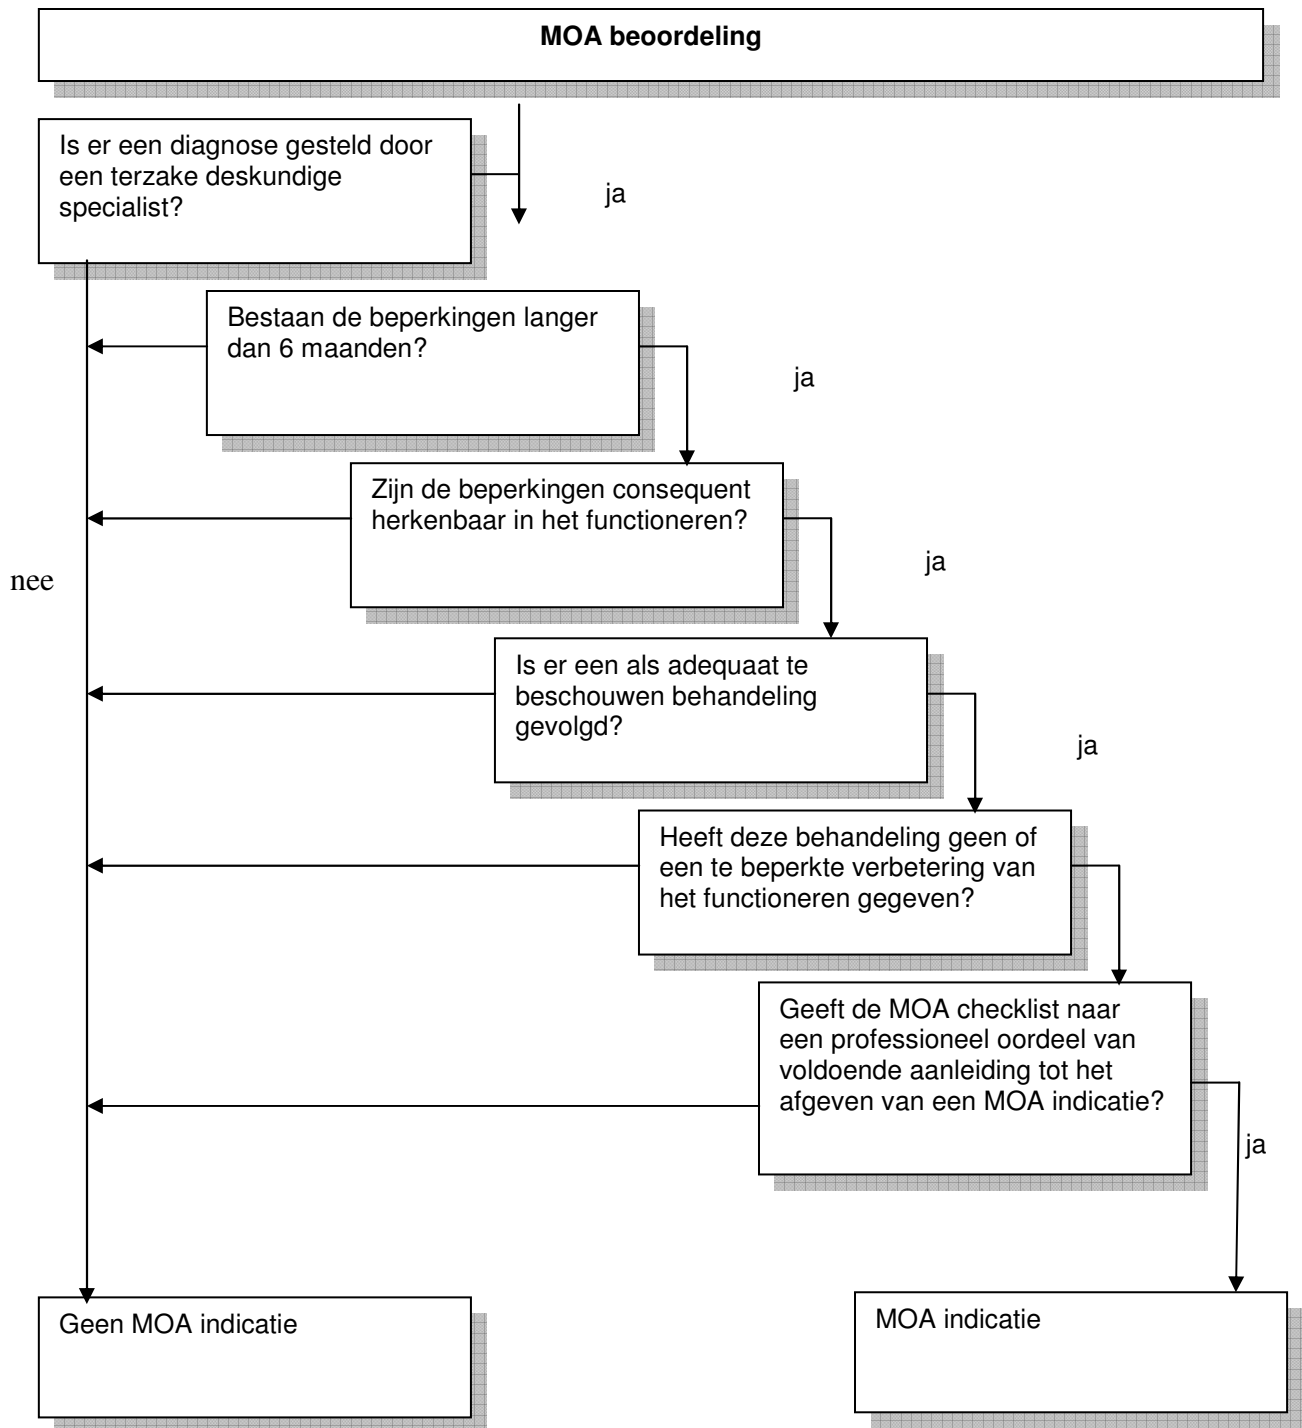 MOA beoordeling
Is er een diagnose gesteld door
een terzake deskundige
specialist?
ja
Bestaan de beperkingen langer
dan 6 maanden?
ja
Zijn de beperkingen consequent
herkenbaar in het functioneren?
ja
nee
Is er een als adequaat te
beschouwen behandeling
gevolgd?
ja
Heeft deze behandeling geen of
een te beperkte verbetering van
het functioneren gegeven?
Geeft de MOA checklist naar
een professioneel oordeel van
voldoende aanleiding tot het
afgeven van een MOA indicatie?
ja
Geen MOA indicatie
MOA indicatie